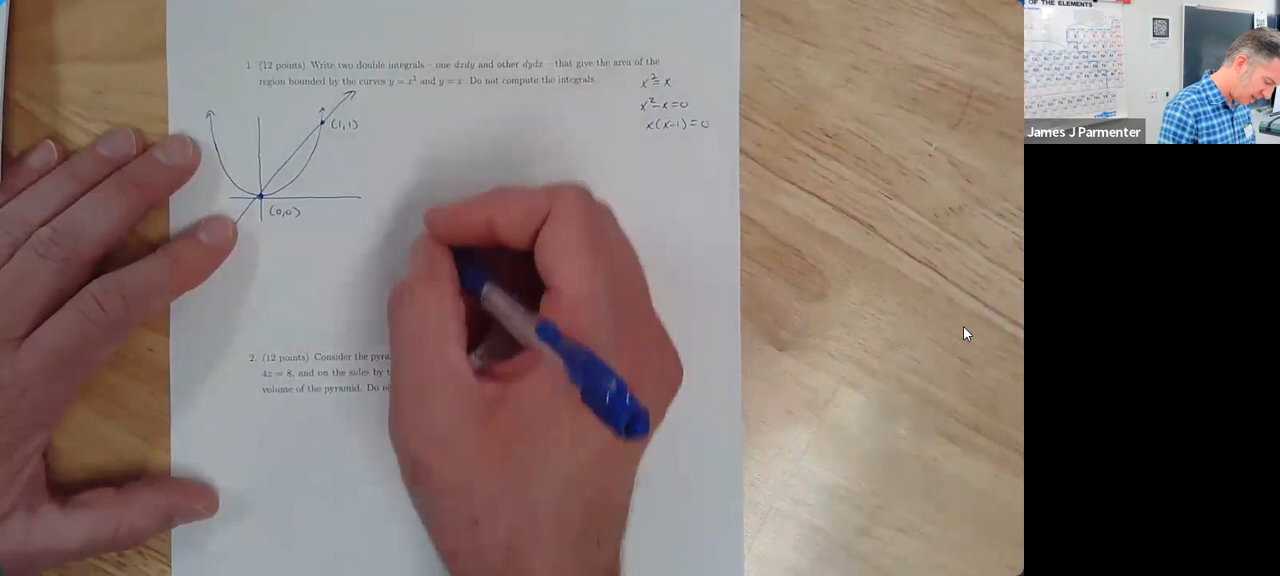 OF THE ELEMENTS
James J Parmenter
1. (12 points) Write two double integrals – one dxdy and other dydx – that give the area of the
region bounded by the curves y = x² and y = x. Do not compute the integrals.
x² = x
x² - x = 0
x(x-1) = 0
(1,1)
(0,0)
2. (12 points) Consider the
4z = 8, and on the sides by
volume of the pyramid. Do